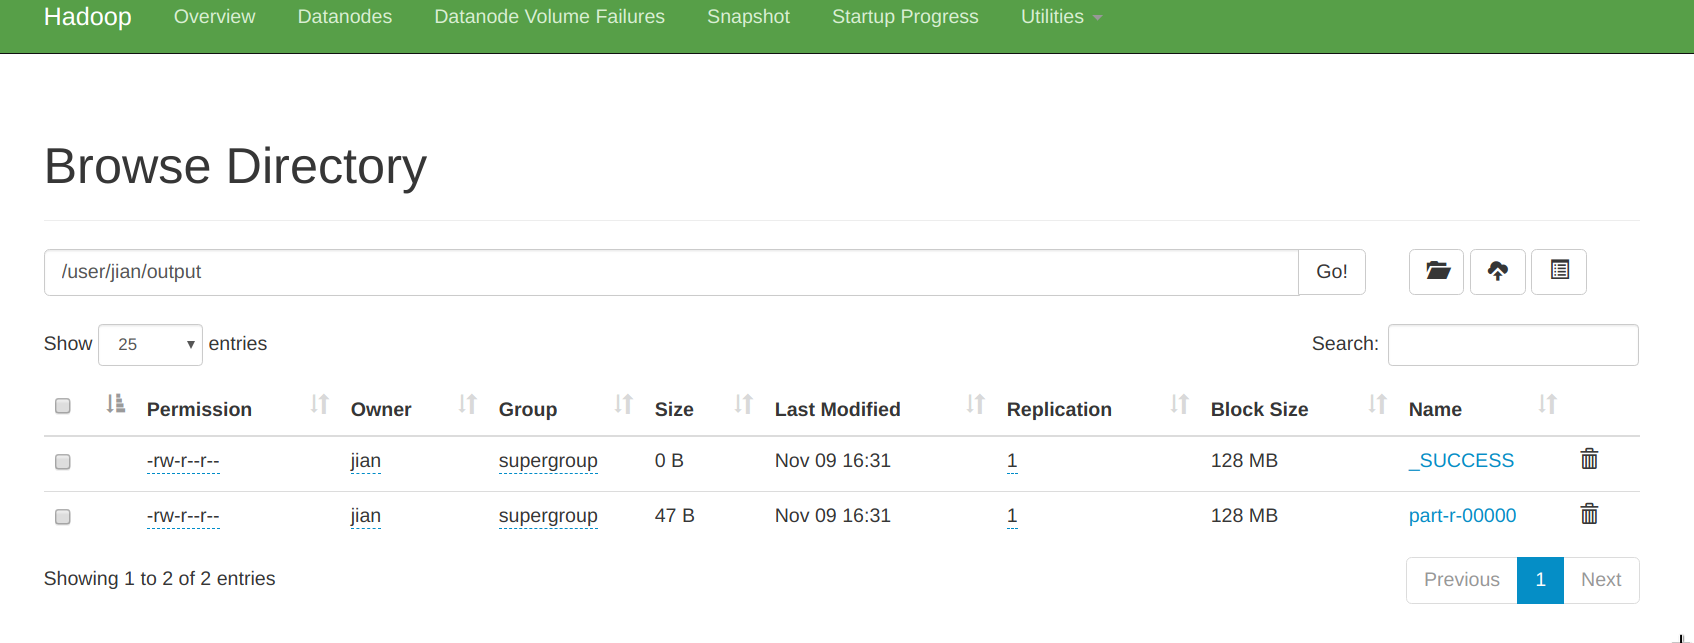 Hadoop Overview Datanodes Datanode Volume Failures Snapshot Startup Progress Utilities
Browse Directory
/user/jian/output Go!
Show 25 entries Search:
Permission Owner Group Size Last Modified Replication Block Size Name
-rw-r--r-- jian supergroup 0 B Nov 09 16:31 1 128 MB _SUCCESS
-rw-r--r-- jian supergroup 47 B Nov 09 16:31 1 128 MB part-r-00000
Showing 1 to 2 of 2 entries Previous 1 Next